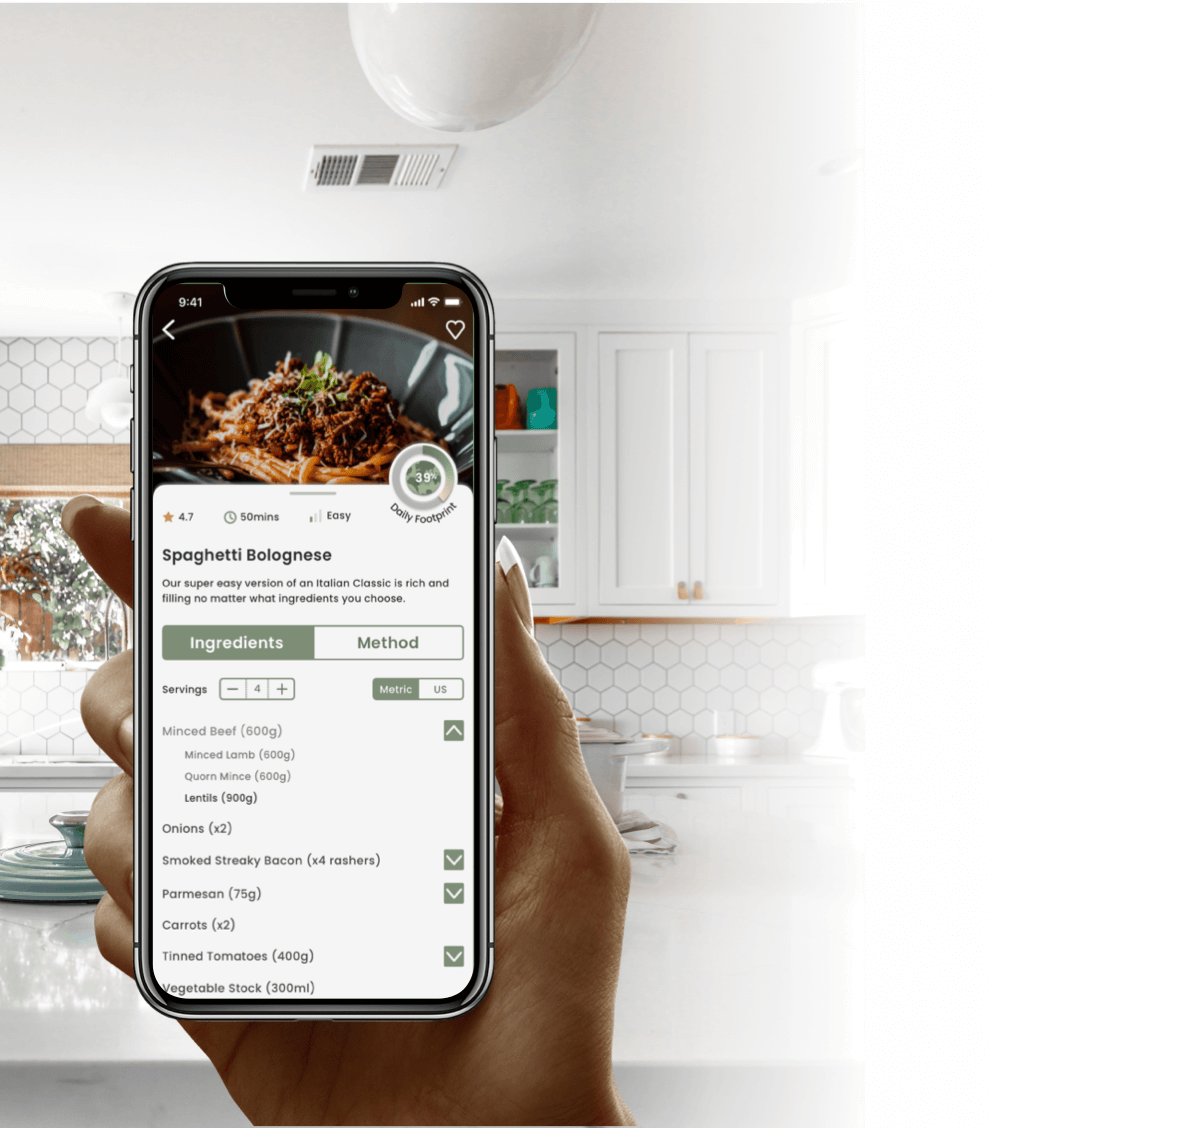 9:41
39%
Daily Footprint
4.7
50mins
Easy
Spaghetti Bolognese
Our super easy version of an Italian Classic is rich and
filling no matter what ingredients you choose.
Ingredients
Method
Servings
4
Metric
US
Minced Beef (600g)
Minced Lamb (600g)
Quorn Mince (600g)
Lentils (900g)
Onions (x2)
Smoked Streaky Bacon (x4 rashers)
Parmesan (75g)
Carrots (x2)
Tinned Tomatoes (400g)
Vegetable Stock (300ml)